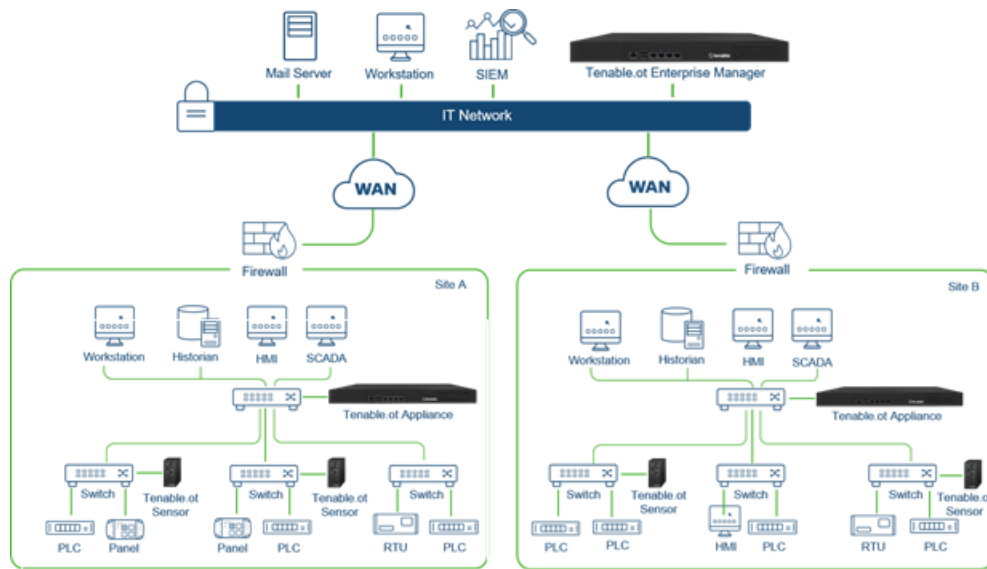 Mail Server
Workstation
SIEM
tenable
Tenable.ot Enterprise Manager
IT Network
WAN
WAN
Firewall
Firewall
Site A
Workstation
Historian
HMI
SCADA
Tenable.ot Appliance
Switch
Tenable.ot
Sensor
Switch
Tenable.ot
Sensor
Switch
PLC
Panel
Panel
PLC
RTU
PLC
Site B
Workstation
Historian
HMI
SCADA
Tenable.ot Appliance
Switch
Tenable.ot
Sensor
Switch
Switch
Tenable.ot
Sensor
PLC
PLC
HMI
PLC
RTU
PLC